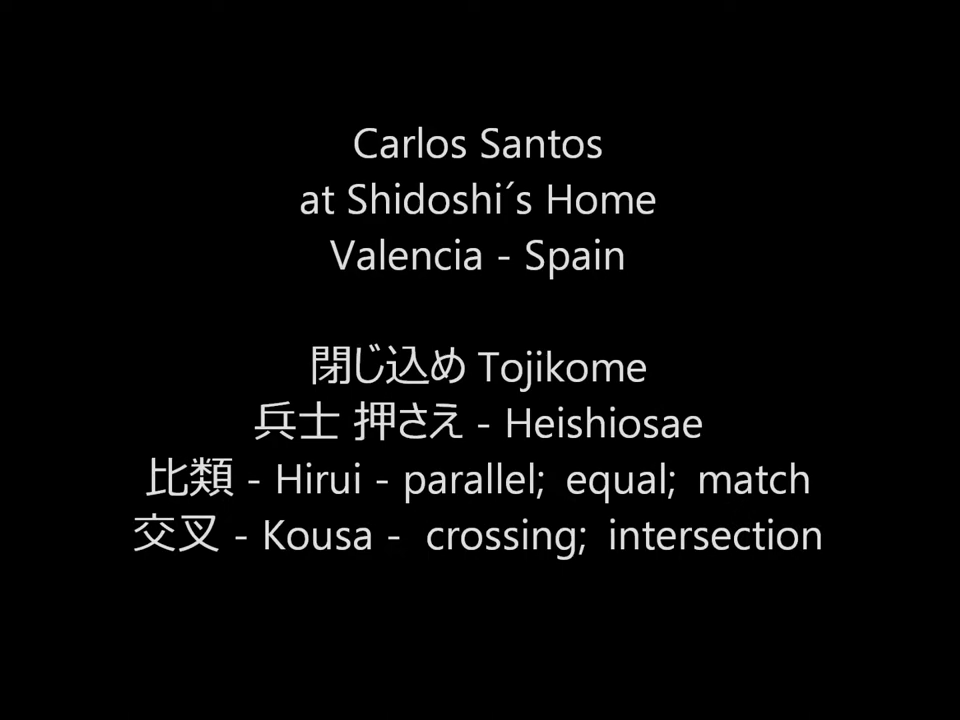 Carlos Santos
at Shidoshi´s Home
Valencia - Spain
閉じ込め Tojikome
兵士 押さえ - Heishiosae
比類 - Hirui - parallel;  equal;  match
交叉 - Kousa -  crossing;  intersection